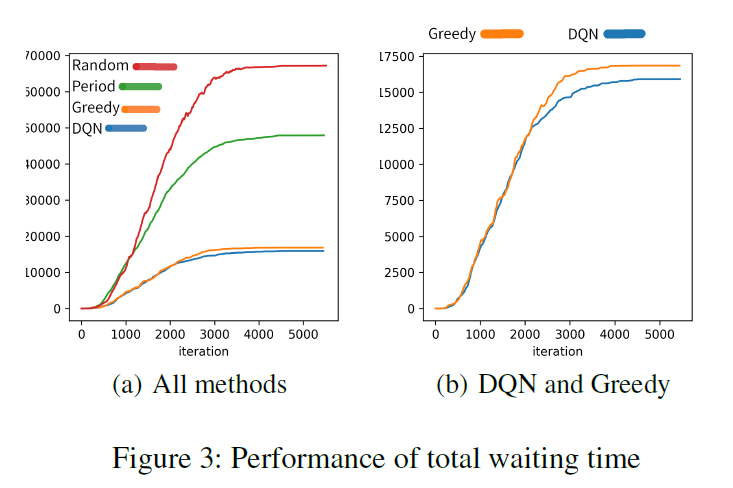 Greedy DQN
70000
60000
50000
40000
30000
20000
10000
0
Random
Period
Greedy
DQN
0 1000 2000 3000 4000 5000
iteration
17500
15000
12500
10000
7500
5000
2500
0
0 1000 2000 3000 4000 5000
iteration
(a) All methods
(b) DQN and Greedy
Figure 3: Performance of total waiting time